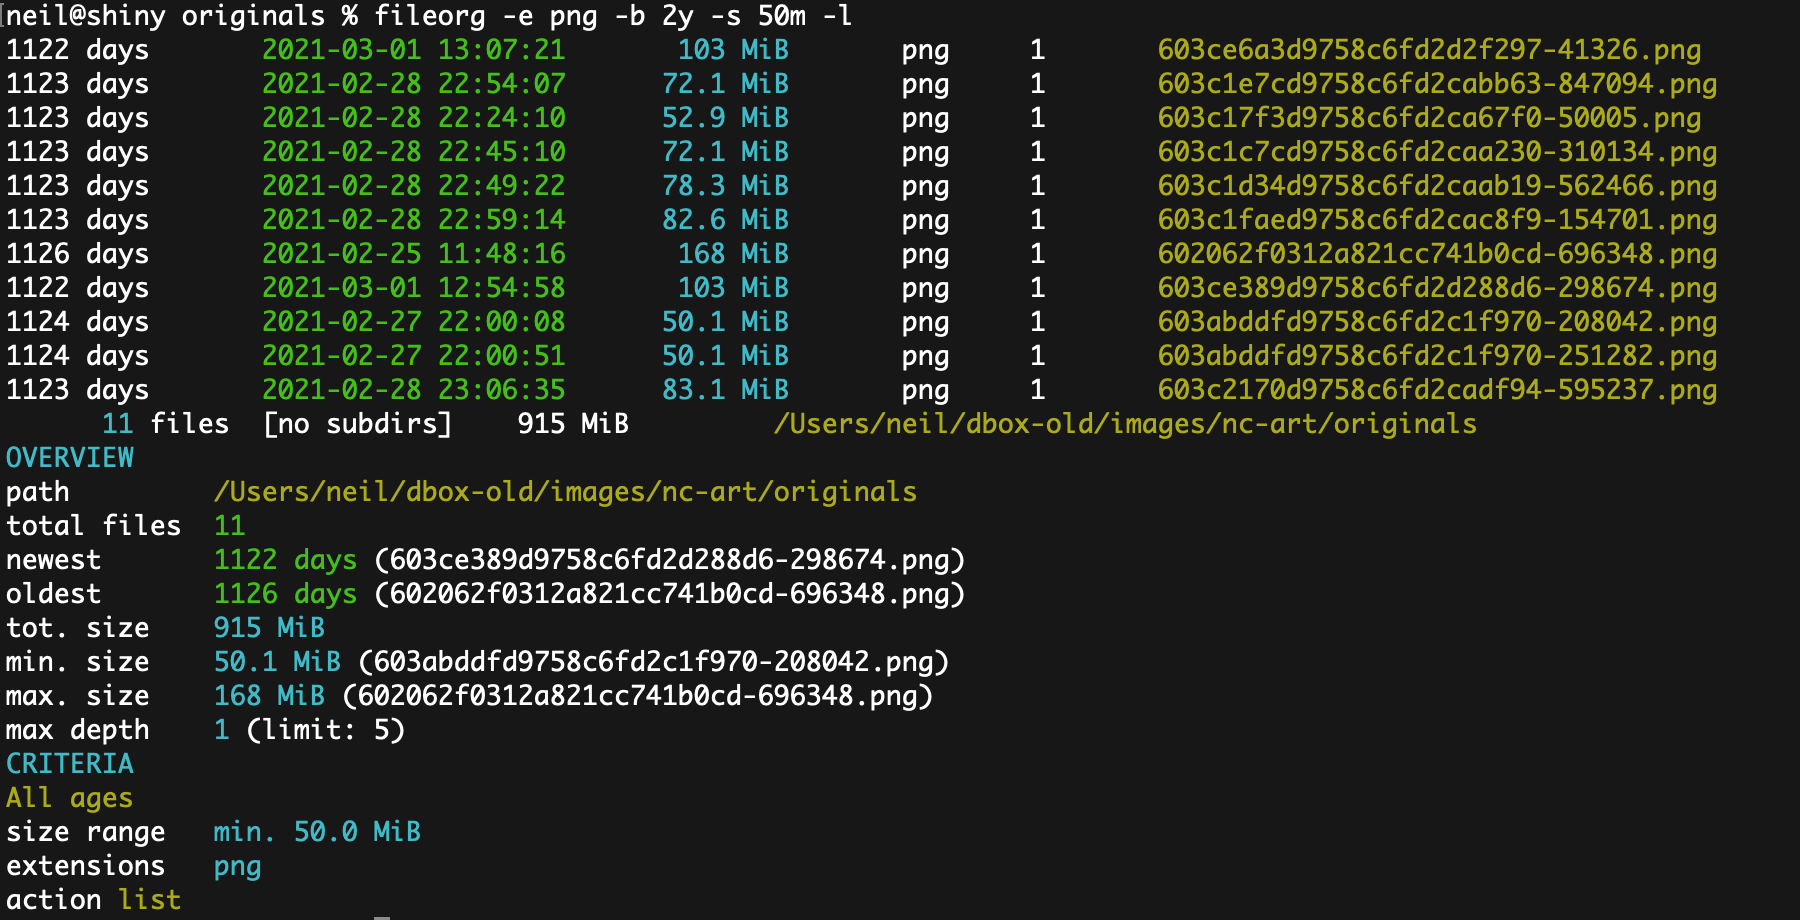 neil@shiny originals % fileorg -e png -b 2y -s 50m -l
1122 days 2021-03-01 13:07:21 103 MiB png 1 603ce6a3d9758c6fd2d2f297-41326.png
1123 days 2021-02-28 22:54:07 72.1 MiB png 1 603c1e7cd9758c6fd2cabb63-847094.png
1123 days 2021-02-28 22:24:10 52.9 MiB png 1 603c17f3d9758c6fd2ca67f0-50005.png
1123 days 2021-02-28 22:45:10 72.1 MiB png 1 603c1c7cd9758c6fd2caa230-310134.png
1123 days 2021-02-28 22:49:22 78.3 MiB png 1 603c1d34d9758c6fd2caab19-562466.png
1123 days 2021-02-28 22:59:14 82.6 MiB png 1 603c1faed9758c6fd2cac8f9-154701.png
1126 days 2021-02-25 11:48:16 168 MiB png 1 602062f0312a821cc741b0cd-696348.png
1122 days 2021-03-01 12:54:58 103 MiB png 1 603ce389d9758c6fd2d288d6-298674.png
1124 days 2021-02-27 22:00:08 50.1 MiB png 1 603abddfd9758c6fd2c1f970-208042.png
1124 days 2021-02-27 22:00:51 50.1 MiB png 1 603abddfd9758c6fd2c1f970-251282.png
1123 days 2021-02-28 23:06:35 83.1 MiB png 1 603c2170d9758c6fd2cadf94-595237.png
11 files [no subdirs] 915 MiB /Users/neil/dbox-old/images/nc-art/originals
OVERVIEW
path /Users/neil/dbox-old/images/nc-art/originals
total files 11
newest 1122 days (603ce389d9758c6fd2d288d6-298674.png)
oldest 1126 days (602062f0312a821cc741b0cd-696348.png)
tot. size 915 MiB
min. size 50.1 MiB (603abddfd9758c6fd2c1f970-208042.png)
max. size 168 MiB (602062f0312a821cc741b0cd-696348.png)
max depth 1 (limit: 5)
CRITERIA
All ages
size range min. 50.0 MiB
extensions png
action list